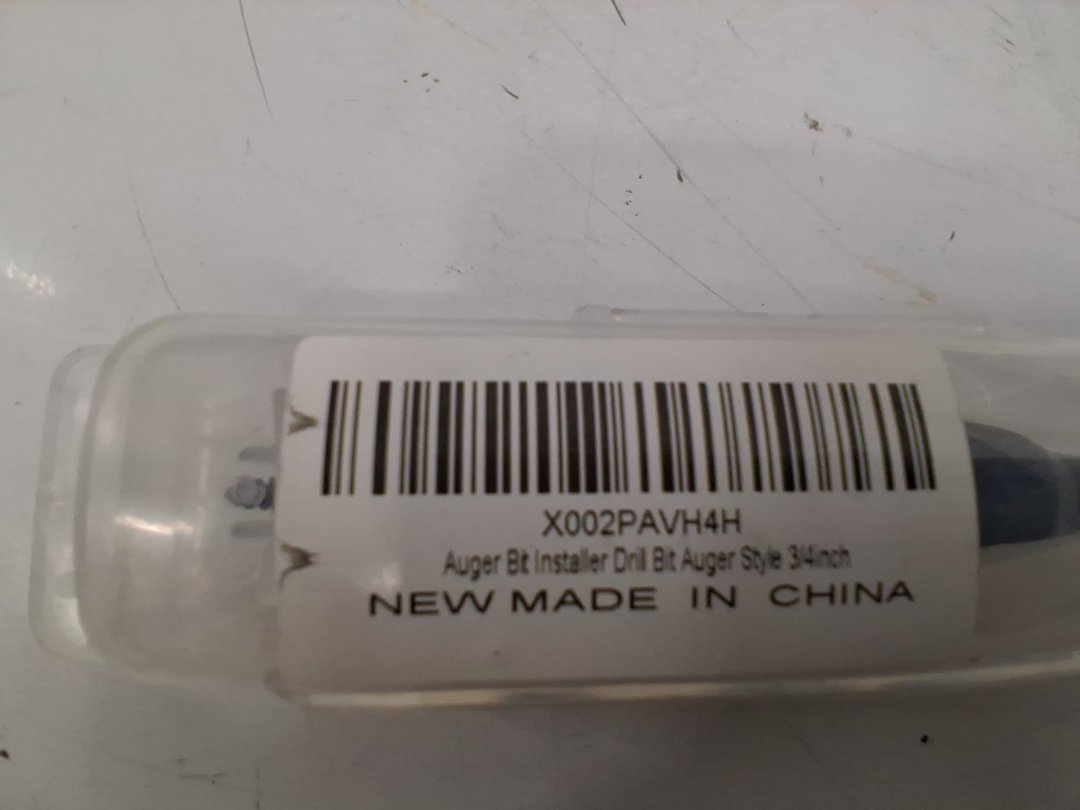 X002PAVH4H
Auger Bit Installer Drill Bit Auger Style 3/4inch
NEW MADE IN CHINA